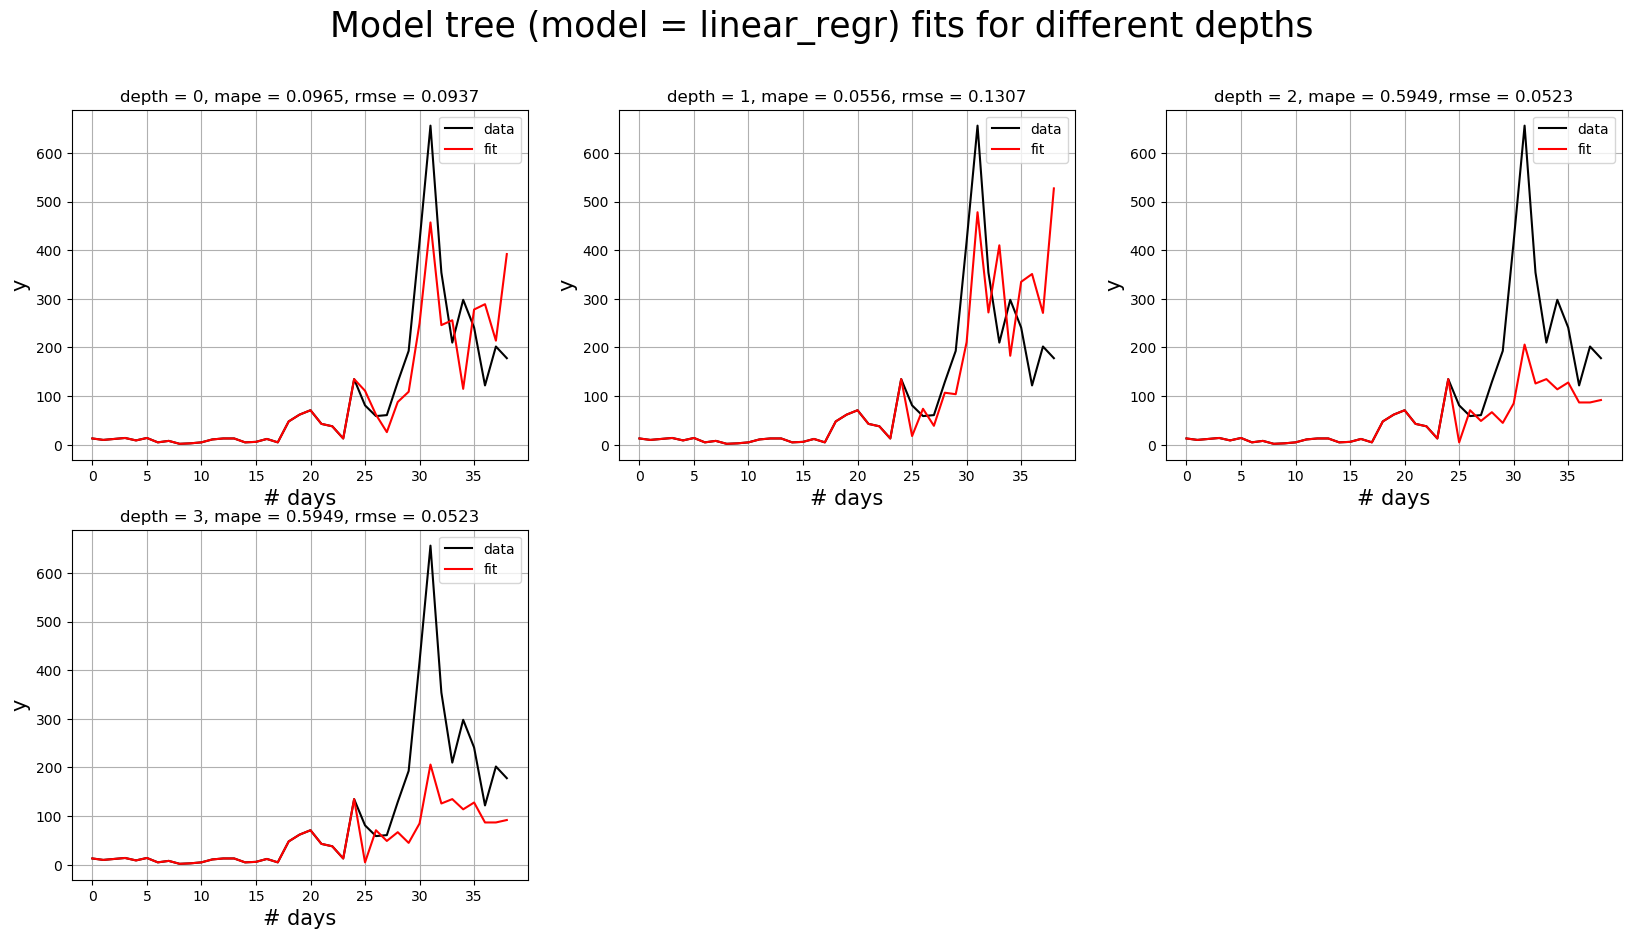 Model tree (model = linear_regr) fits for different depths
depth = 0, mape = 0.0965, rmse = 0.0937
data
fit
600
500
400
300
200
100
0
y
0 5 10 15 20 25 30 35
# days
depth = 1, mape = 0.0556, rmse = 0.1307
data
fit
600
500
400
300
200
100
0
y
0 5 10 15 20 25 30 35
# days
depth = 2, mape = 0.5949, rmse = 0.0523
data
fit
600
500
400
300
200
100
0
y
0 5 10 15 20 25 30 35
# days
depth = 3, mape = 0.5949, rmse = 0.0523
data
fit
600
500
400
300
200
100
0
y
0 5 10 15 20 25 30 35
# days